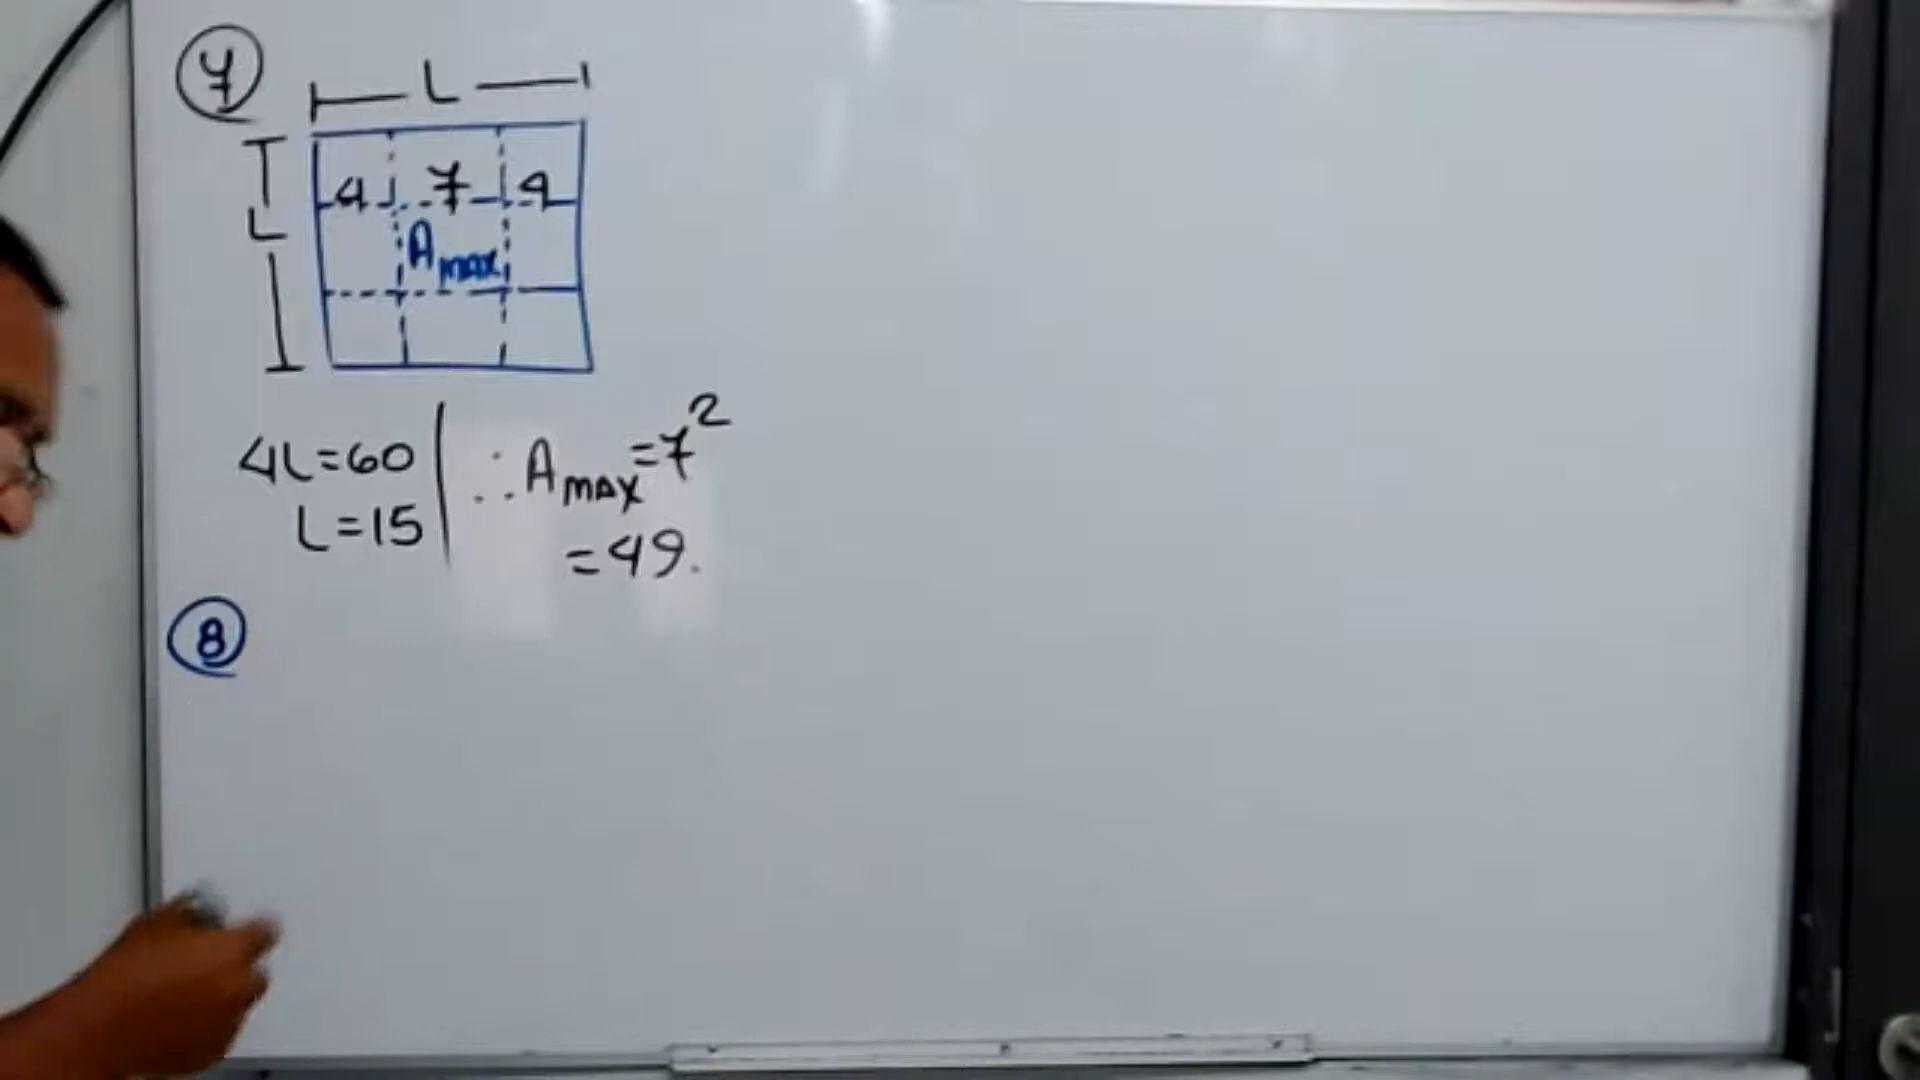 7
L
L
4 7 4
A max
4L=60
L=15
∴ A MAX = 7²
= 49.
8